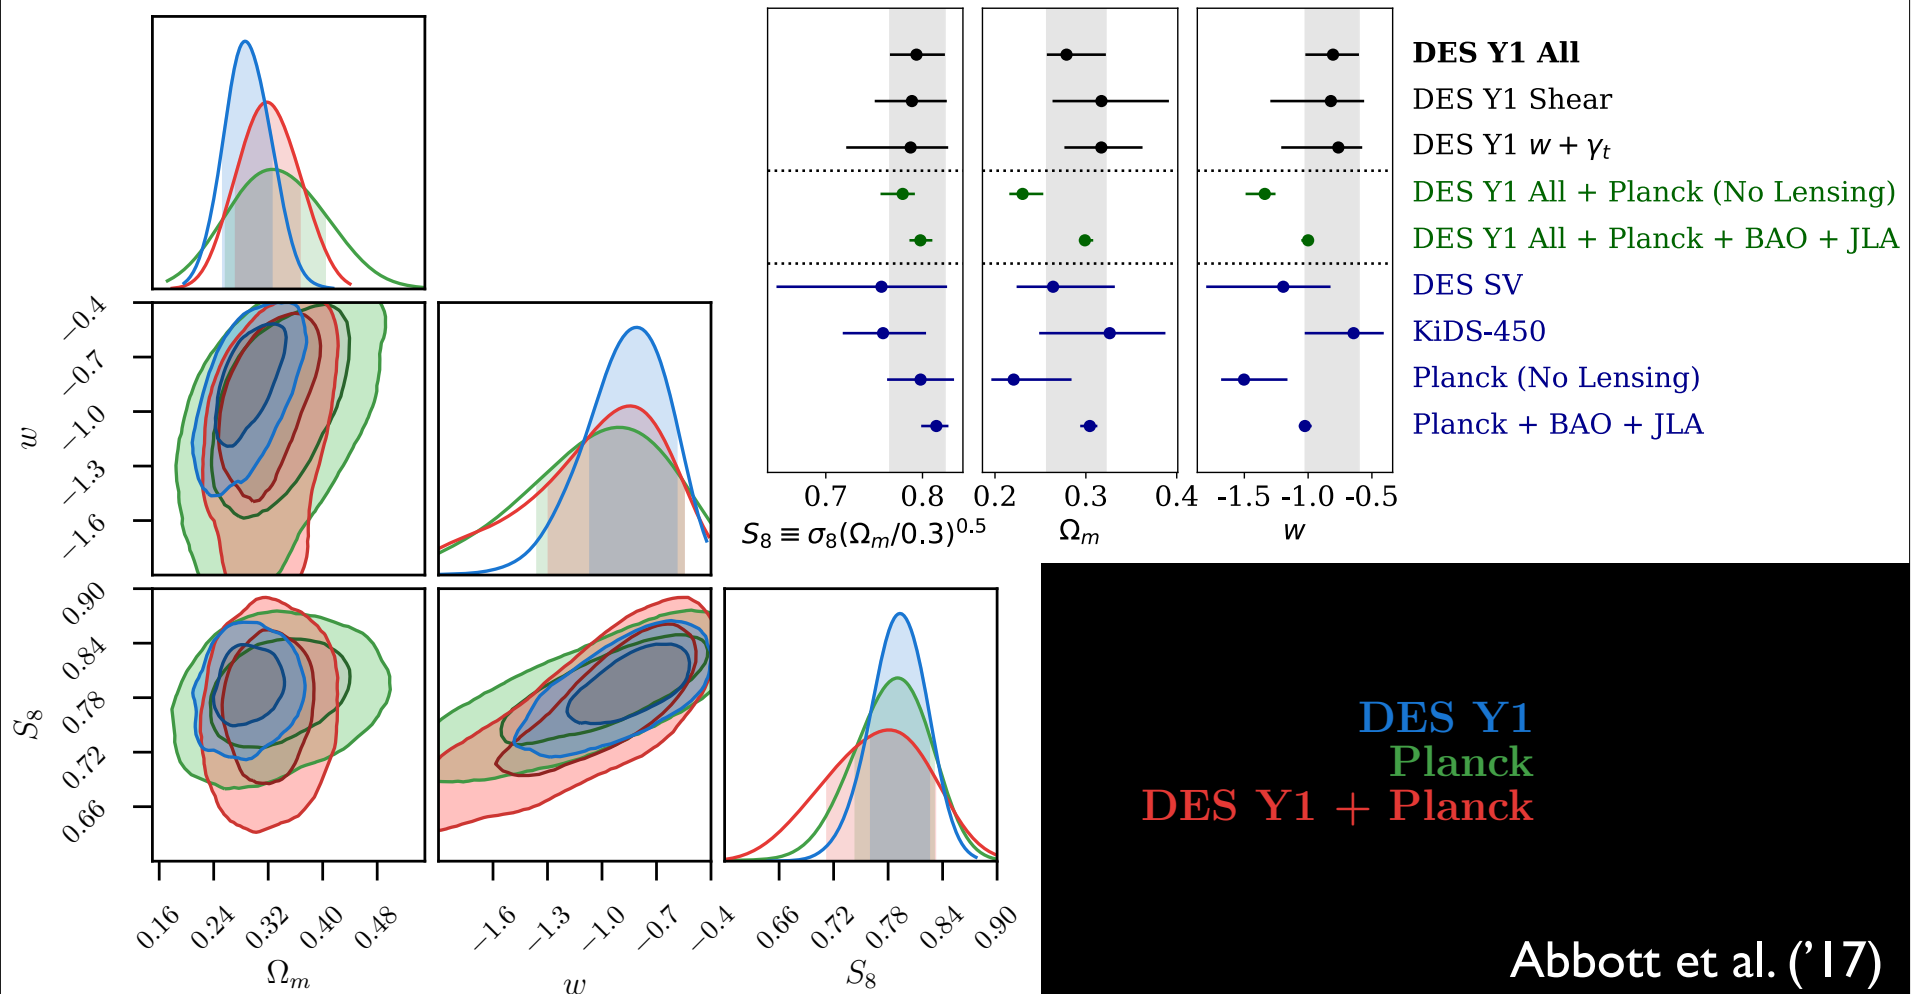 DES Y1 All
DES Y1 Shear
DES Y1 w + γt
DES Y1 All + Planck (No Lensing)
DES Y1 All + Planck + BAO + JLA
DES SV
KiDS-450
Planck (No Lensing)
Planck + BAO + JLA
0.7 0.8 0.2 0.3 0.4 -1.5 -1.0 -0.5
S₈ ≡ σ₈(Ωₘ/0.3)^0.5 Ωₘ w
−0.4
−0.7
−1.0
−1.3
−1.6
w
0.90
0.84
0.78
0.72
0.66
S₈
0.16 0.24 0.32 0.40 0.48
Ωₘ
−1.6 −1.3 −1.0 −0.7 −0.4
w
0.66 0.72 0.78 0.84 0.90
S₈
DES Y1
Planck
DES Y1 + Planck
Abbott et al. (’17)